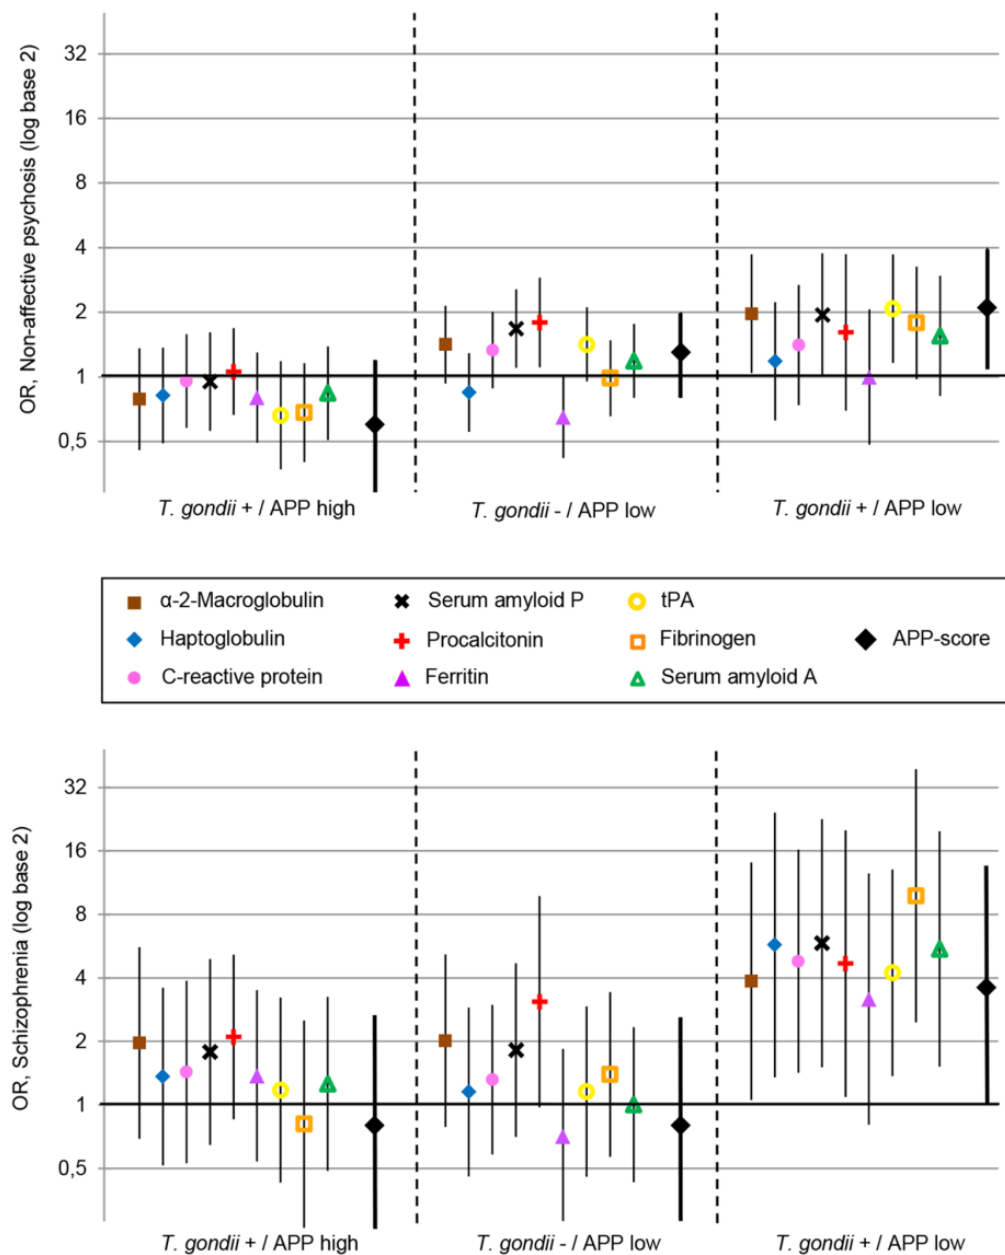 OR, Non-affective psychosis (log base 2)
32
16
8
4
2
1
0,5
T. gondii + / APP high
T. gondii - / APP low
T. gondii + / APP low
α-2-Macroglobulin
Serum amyloid P
tPA
Haptoglobulin
Procalcitonin
Fibrinogen
APP-score
C-reactive protein
Ferritin
Serum amyloid A
OR, Schizophrenia (log base 2)
32
16
8
4
2
1
0,5
T. gondii + / APP high
T. gondii - / APP low
T. gondii + / APP low